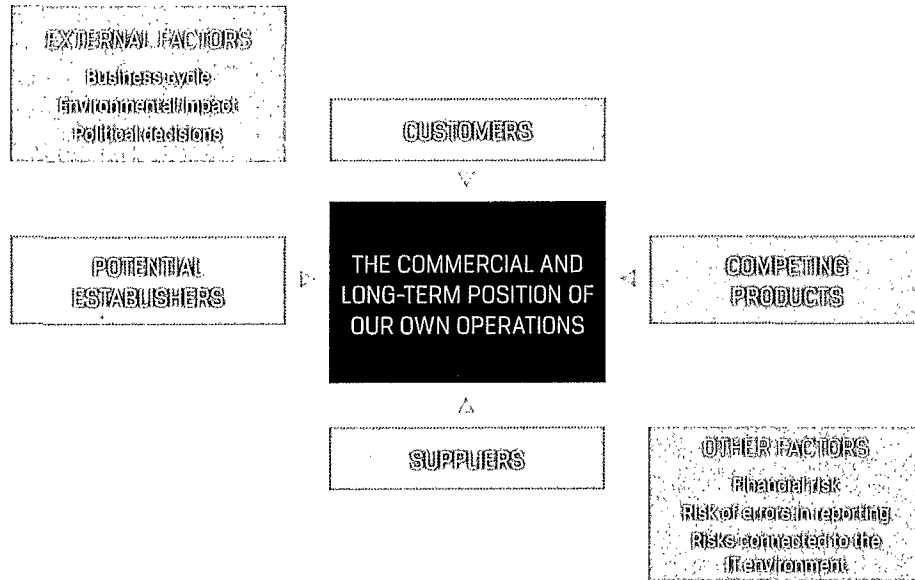 EXTERNAL FACTORS
Business cycle
Environmental impact
Political decisions
CUSTOMERS
POTENTIAL
ESTABLISHERS
THE COMMERCIAL AND
LONG-TERM POSITION OF
OUR OWN OPERATIONS
COMPETING
PRODUCTS
SUPPLIERS
OTHER FACTORS
Financial risk
Risk of errors in reporting
Risks connected to the
IT environment